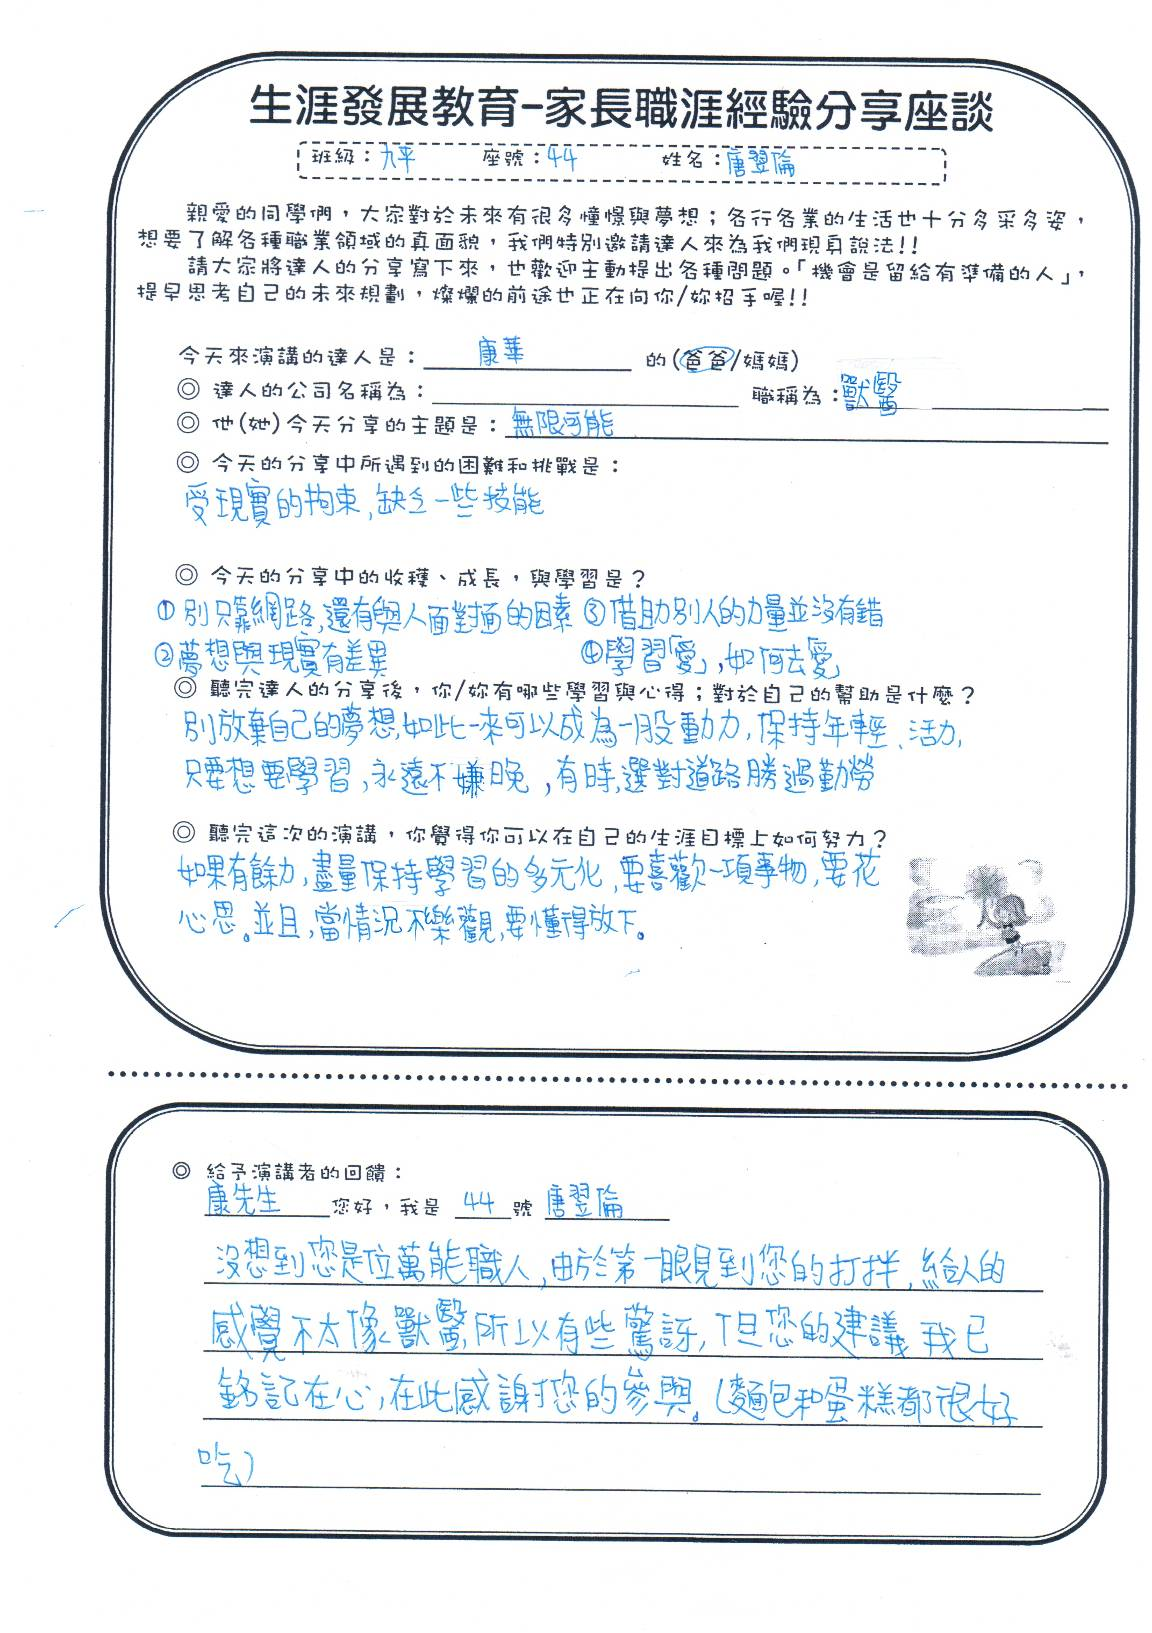 生涯發展教育-家長職涯經驗分享座談
班級：九平 座號：44 姓名：唐翌倫
親愛的同學們，大家對於未來有很多憧憬與夢想；各行各業的生活也十分多采多姿，
想要了解各種職業領域的真面貌，我們特別邀請達人來為我們現身說法!!
請大家將達人的分享寫下來，也歡迎主動提出各種問題。「機會是留給有準備的人」，
提早思考自己的未來規劃，燦爛的前途也正在向你/妳招手喔!!
今天來演講的達人是：康華 的(爸爸/媽媽)
◎ 達人的公司名稱為： 職稱為：獸醫
◎ 他(她)今天分享的主題是：無限可能
◎ 今天的分享中所遇到的困難和挑戰是：
受現實的拘束,缺乏一些技能
◎ 今天的分享中的收穫、成長，與學習是？
①別只靠網路,還有與人面對面的因素 ③借助別人的力量並沒有錯
②夢想與現實有差異 ④學習「愛」,如何去愛
◎ 聽完達人的分享後，你/妳有哪些學習與心得；對於自己的幫助是什麼？
別放棄自己的夢想,如此一來可以成為一股動力,保持年輕、活力,
只要想要學習,永遠不嫌晚,有時,選對道路勝過勤勞
◎ 聽完這次的演講，你覺得你可以在自己的生涯目標上如何努力？
如果有餘力,盡量保持學習的多元化,要喜歡一項事物,要花
心思。並且,當情況不樂觀,要懂得放下。
◎ 給予演講者的回饋：
康先生 您好，我是 44 號 唐翌倫
沒想到您是位萬能職人,由於第一眼見到您的打拌,給人的
感覺不太像獸醫,所以有些驚訝,但您的建議我已
銘記在心,在此感謝您的參與。(麵包和蛋糕都很好
吃)